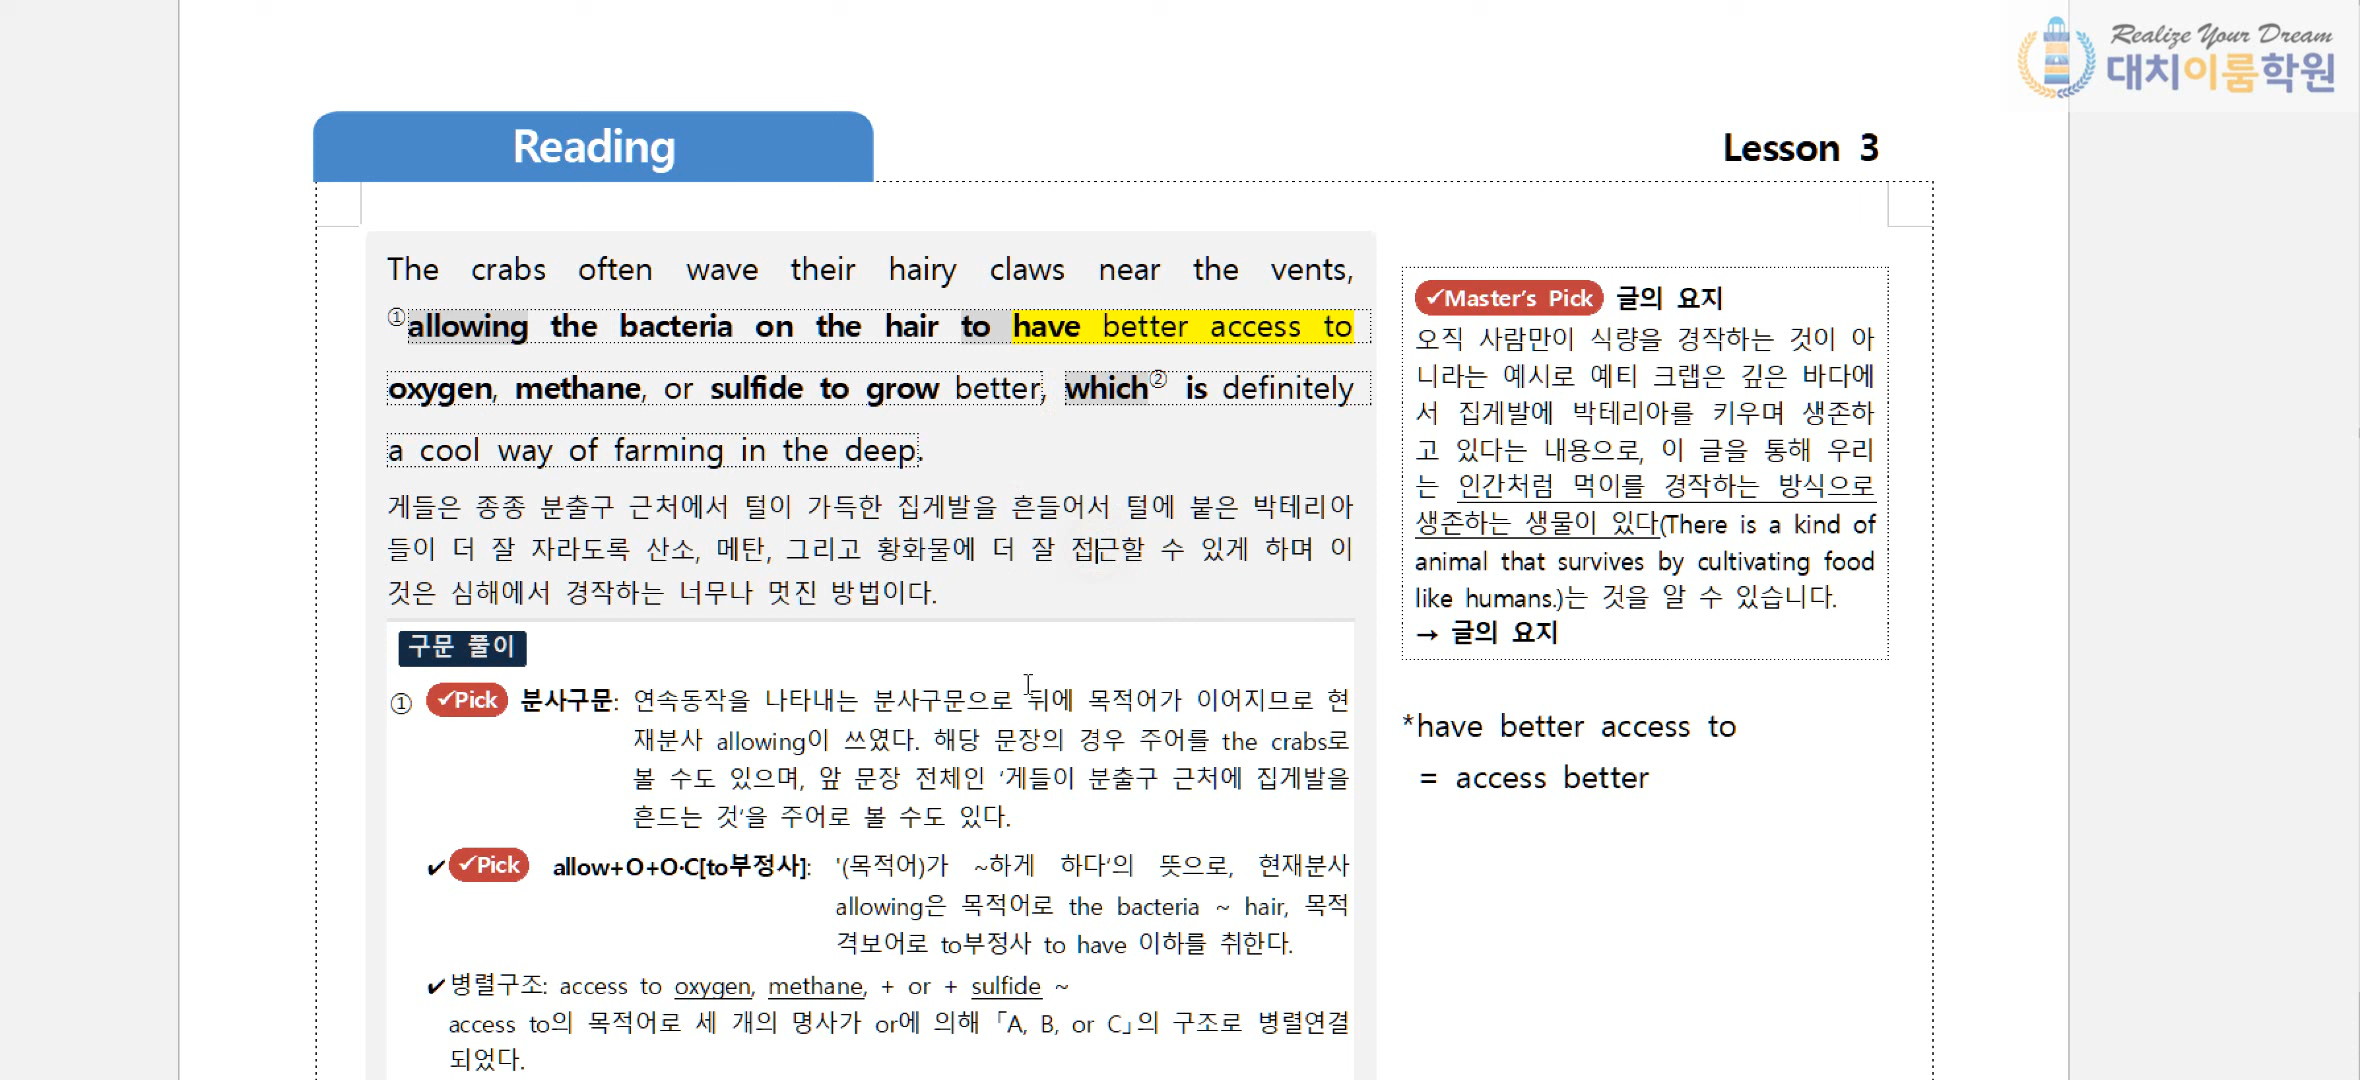 Realize Your Dream
대치이룸학원
Reading
Lesson 3
The crabs often wave their hairy claws near the vents,
①allowing the bacteria on the hair to have better access to
oxygen, methane, or sulfide to grow better, which② is definitely
a cool way of farming in the deep.
게들은 종종 분출구 근처에서 털이 가득한 집게발을 흔들어서 털에 붙은 박테리아
들이 더 잘 자라도록 산소, 메탄, 그리고 황화물에 더 잘 접근할 수 있게 하며 이
것은 심해에서 경작하는 너무나 멋진 방법이다.
구문 풀이
① ✓Pick 분사구문: 연속동작을 나타내는 분사구문으로 뒤에 목적어가 이어지므로 현
재분사 allowing이 쓰였다. 해당 문장의 경우 주어를 the crabs로
볼 수도 있으며, 앞 문장 전체인 '게들이 분출구 근처에 집게발을
흔드는 것'을 주어로 볼 수도 있다.
✔ ✓Pick allow+O+O·C[to부정사]: '(목적어)가 ~하게 하다'의 뜻으로, 현재분사
allowing은 목적어로 the bacteria ~ hair, 목적
격보어로 to부정사 to have 이하를 취한다.
✔ 병렬구조: access to oxygen, methane, + or + sulfide ~
access to의 목적어로 세 개의 명사가 or에 의해 「A, B, or C」의 구조로 병렬연결
되었다.
✓Master's Pick 글의 요지
오직 사람만이 식량을 경작하는 것이 아
니라는 예시로 예티 크랩은 깊은 바다에
서 집게발에 박테리아를 키우며 생존하
고 있다는 내용으로, 이 글을 통해 우리
는 인간처럼 먹이를 경작하는 방식으로
생존하는 생물이 있다(There is a kind of
animal that survives by cultivating food
like humans.)는 것을 알 수 있습니다.
→ 글의 요지
*have better access to
= access better